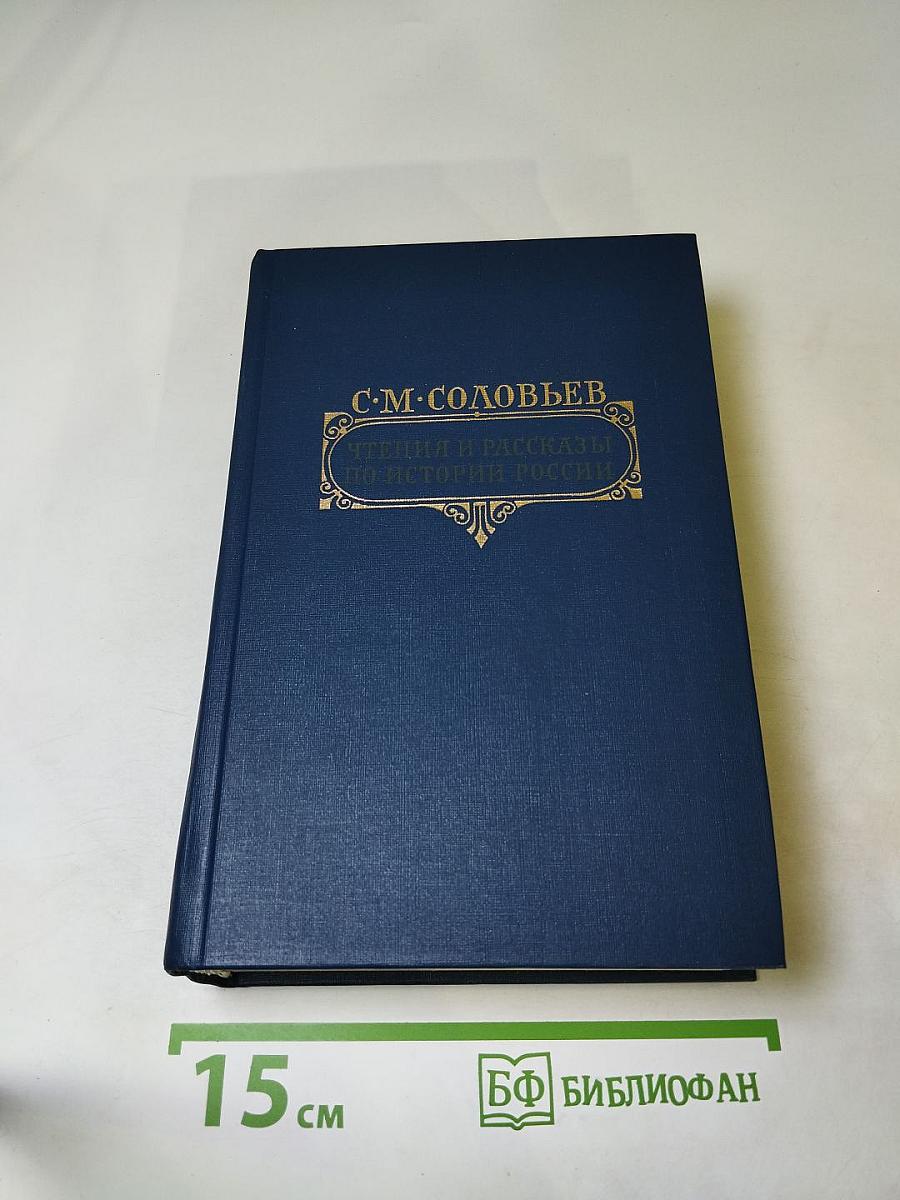 С·М·СОЛОВЬЕВ
ЧТЕНИЯ И РАССКАЗЫ
ПО ИСТОРИИ РОССИИ
15 см
БФ БИБЛИОФАН